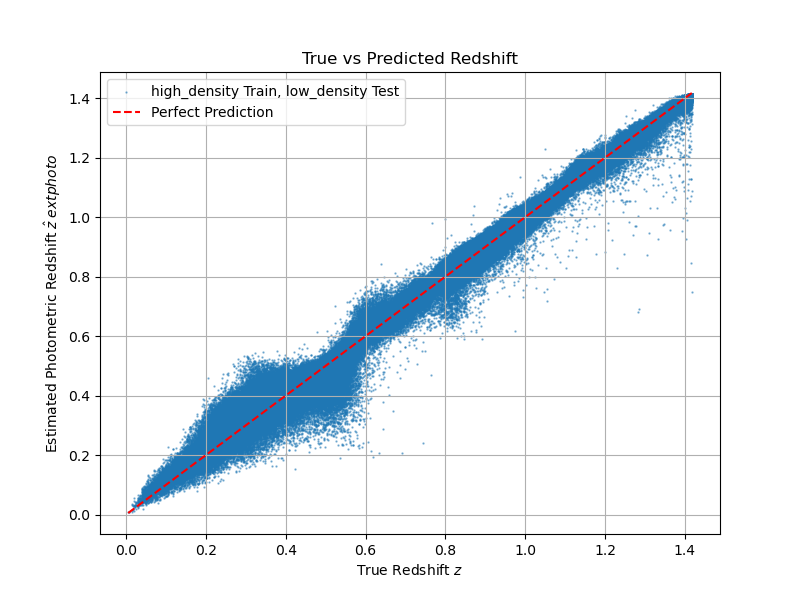 True vs Predicted Redshift
high_density Train, low_density Test
Perfect Prediction
Estimated Photometric Redshift ẑ extphoto
1.4
1.2
1.0
0.8
0.6
0.4
0.2
0.0
0.0 0.2 0.4 0.6 0.8 1.0 1.2 1.4
True Redshift z